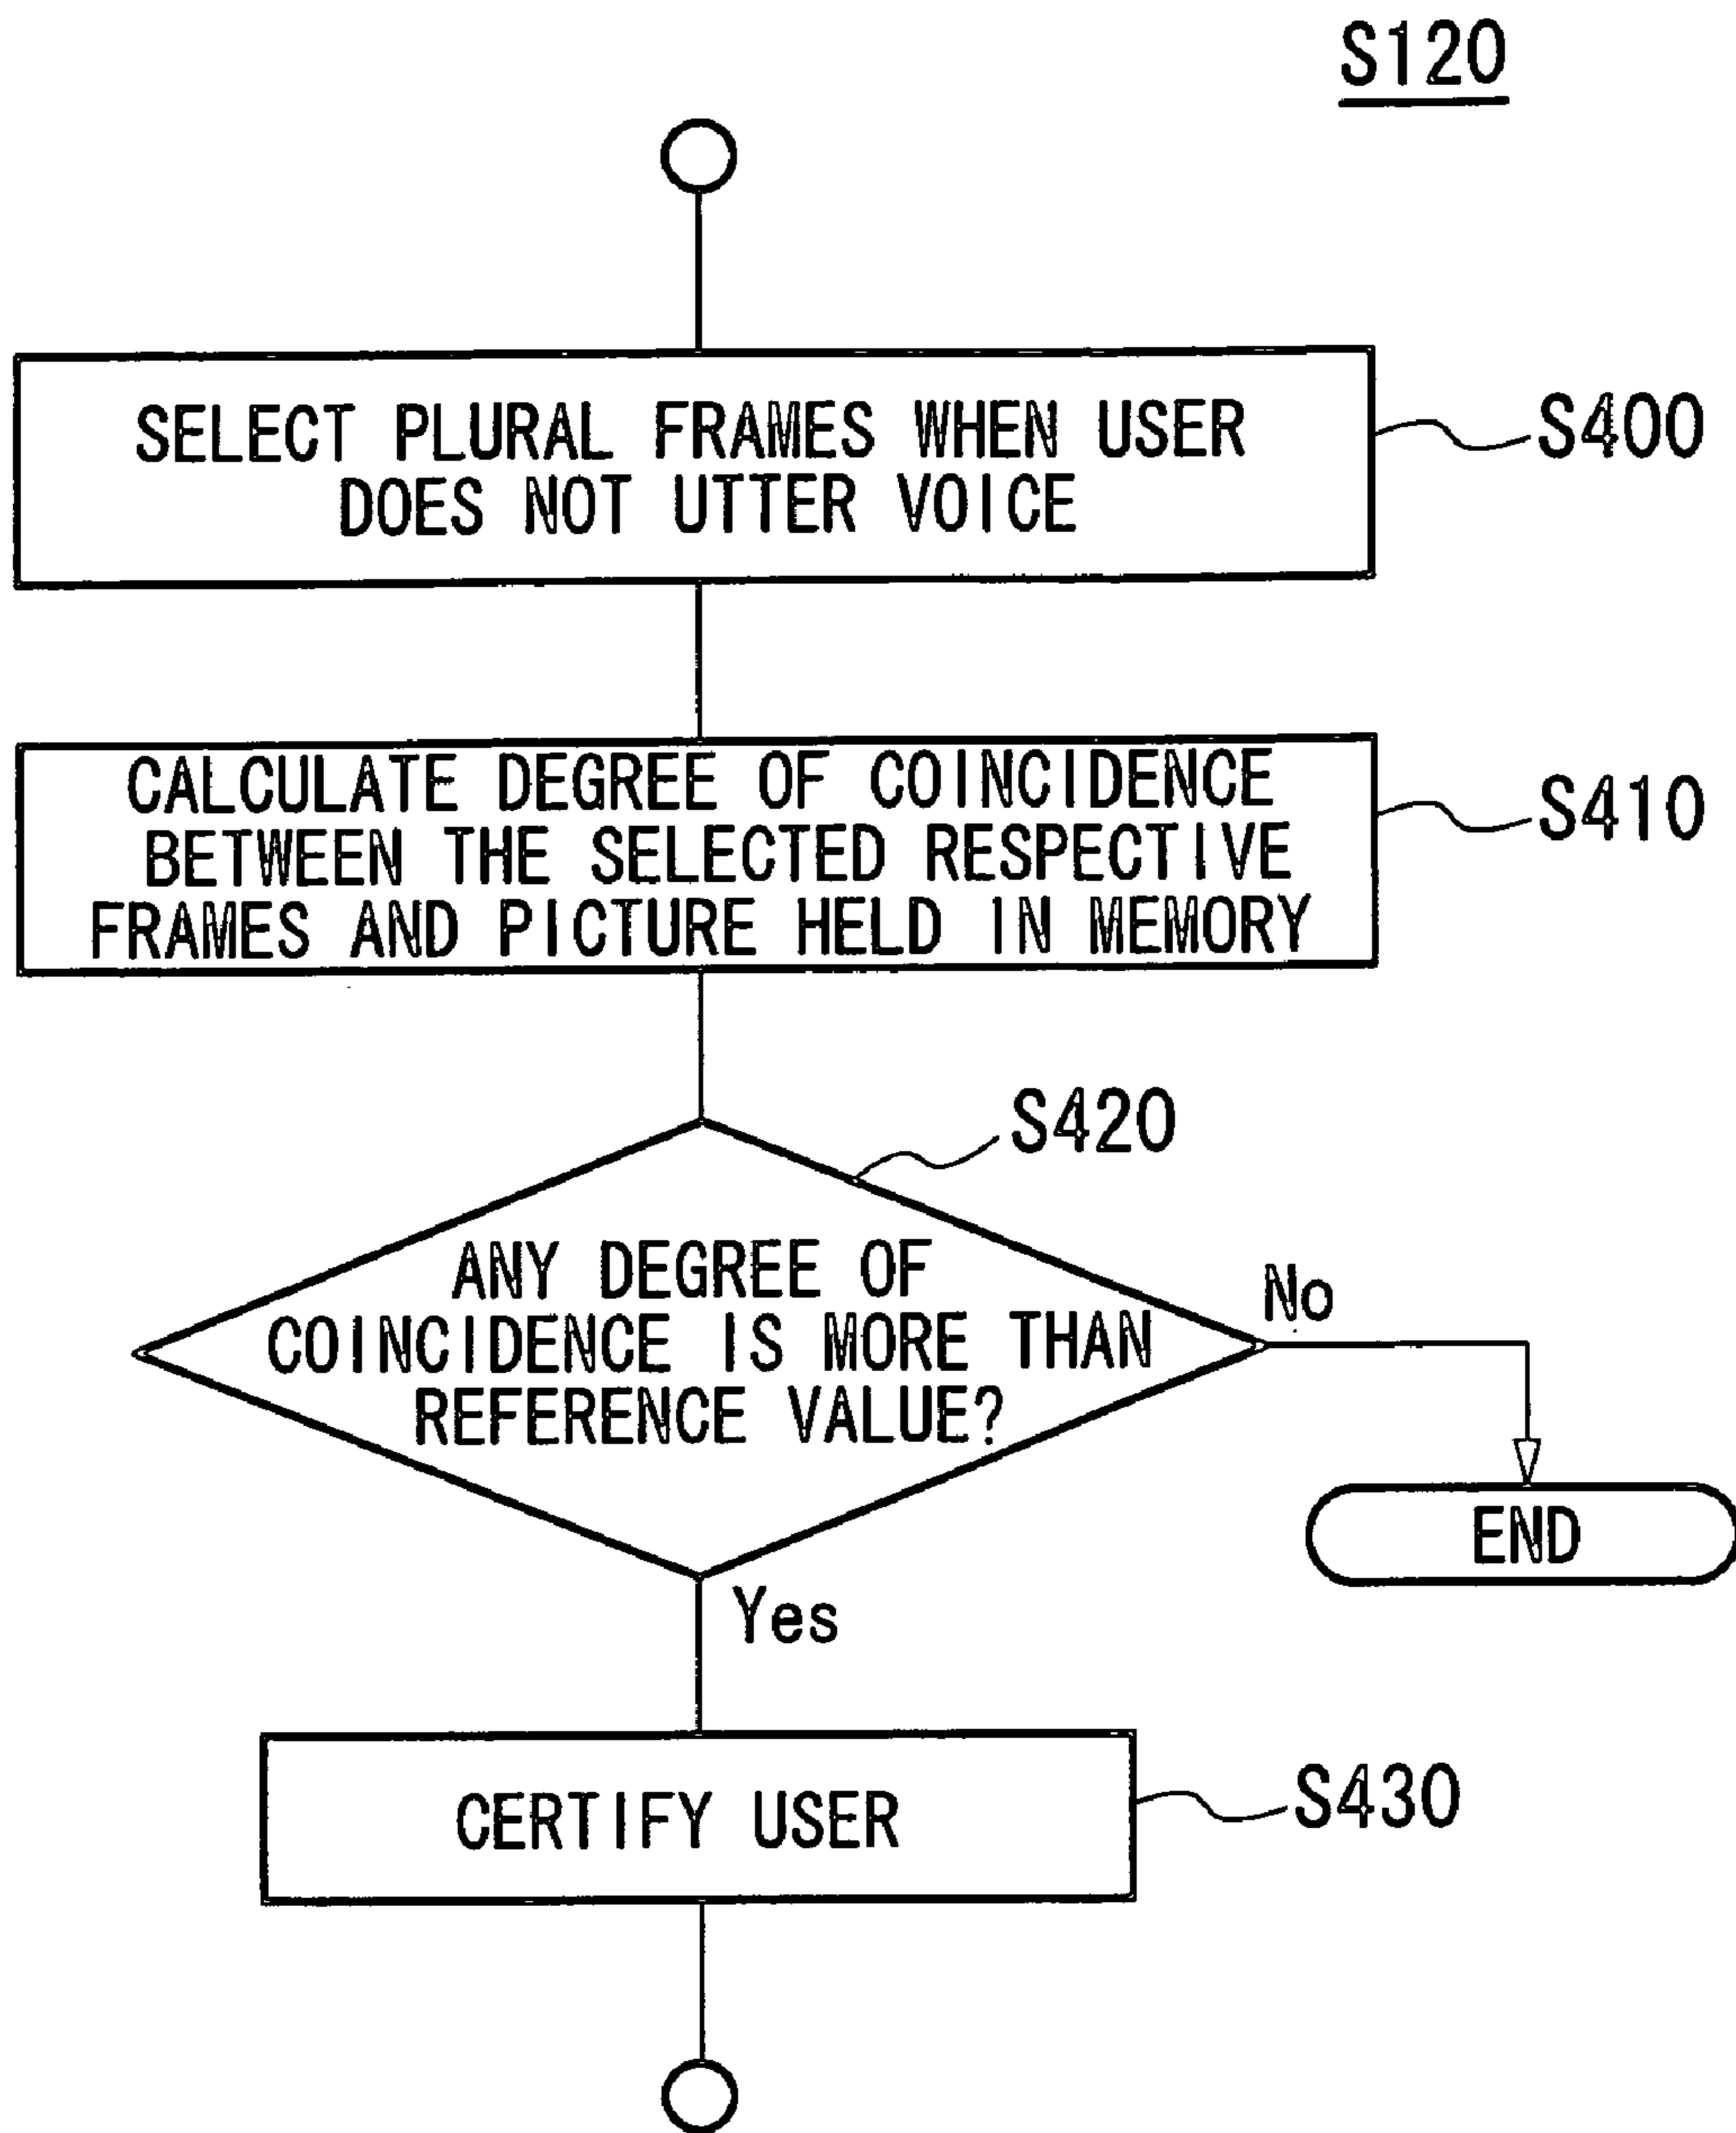 S120
SELECT PLURAL FRAMES WHEN USER
DOES NOT UTTER VOICE
S400
CALCULATE DEGREE OF COINCIDENCE
BETWEEN THE SELECTED RESPECTIVE
FRAMES AND PICTURE HELD IN MEMORY
S410
S420
ANY DEGREE OF
COINCIDENCE IS MORE THAN
REFERENCE VALUE?
No
END
Yes
CERTIFY USER
S430